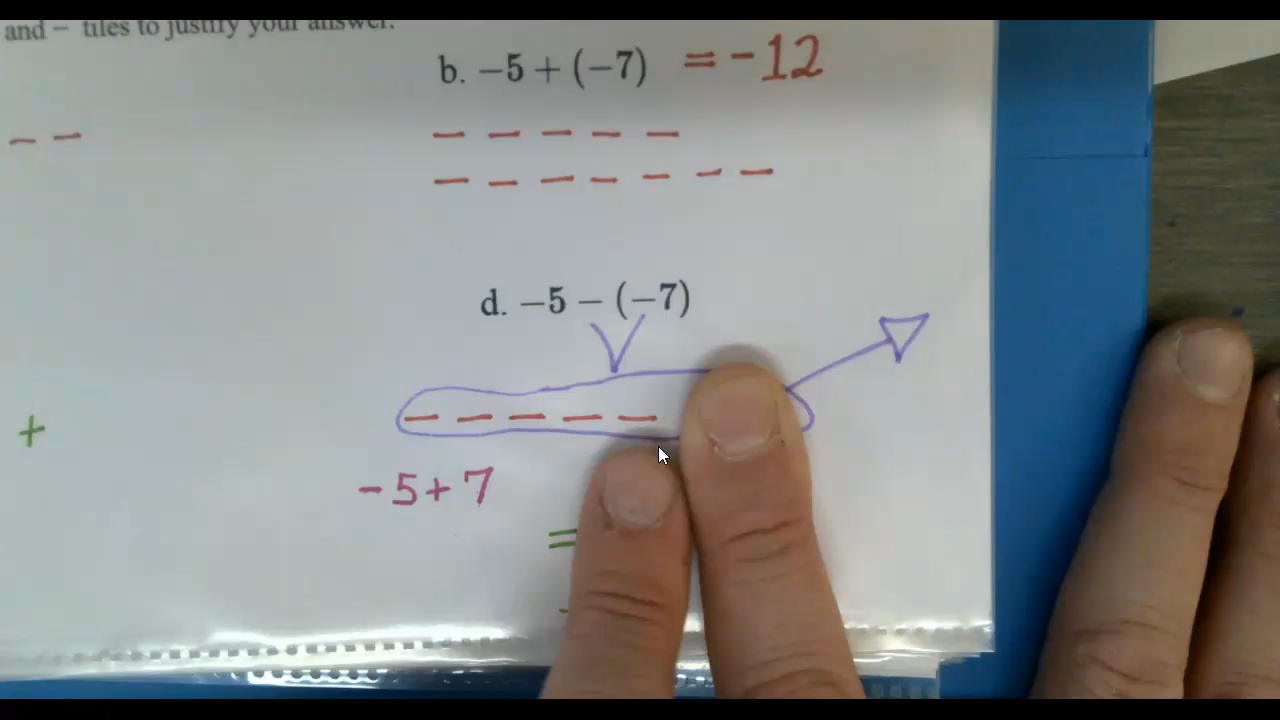 and − tiles to justify your answer.
b. −5 + (−7) = -12
− −
− − − − −
− − − − − − −
d. −5 − (−7)
+
− − − − −
-5+7
=